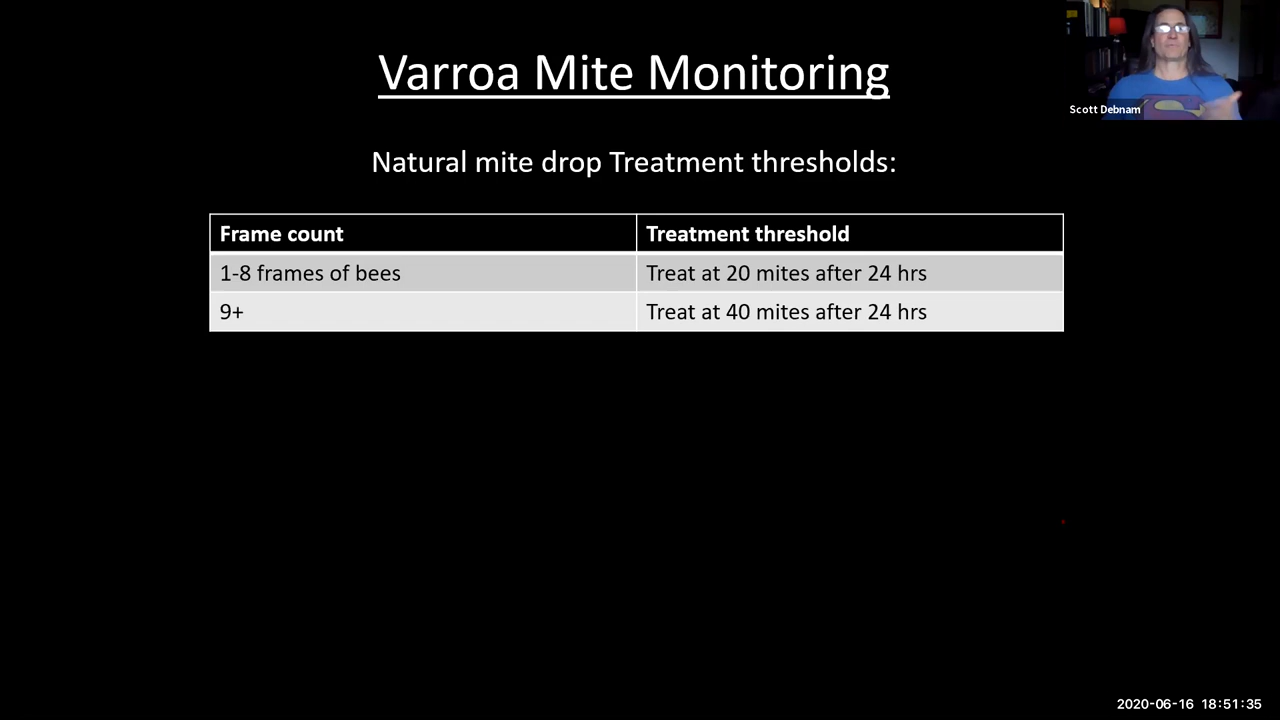 Varroa Mite Monitoring
Scott Debnam
Natural mite drop Treatment thresholds:
Frame count Treatment threshold
1-8 frames of bees Treat at 20 mites after 24 hrs
9+ Treat at 40 mites after 24 hrs
2020-06-16 18:51:35